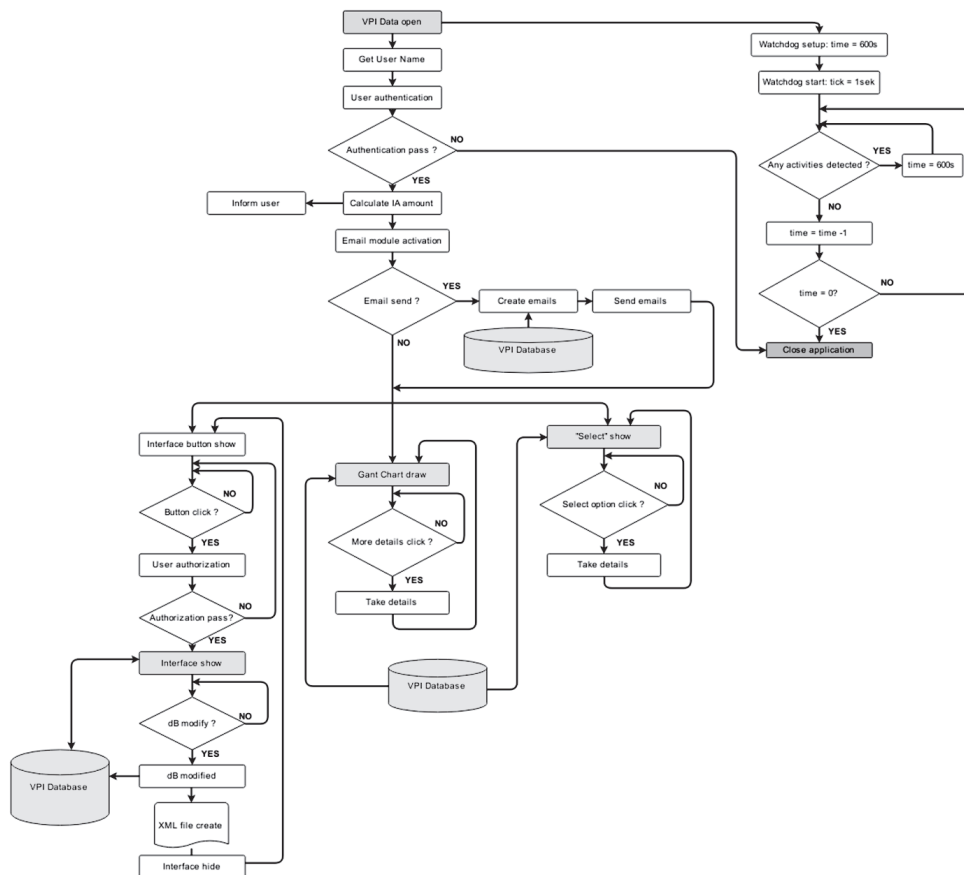 VPI Data open
Get User Name
User authentication
Authentication pass ?
NO
YES
Inform user
Calculate IA amount
Email module activation
Email send ?
YES
Create emails
Send emails
VPI Database
NO
Watchdog setup: time = 600s
Watchdog start: tick = 1sek
Any activities detected ?
YES
time = 600s
NO
time = time -1
time = 0?
NO
YES
Close application
Interface button show
Button click ?
NO
YES
User authorization
Authorization pass?
NO
YES
Interface show
dB modify ?
NO
YES
dB modified
VPI Database
XML file create
Interface hide
Gant Chart draw
More details click ?
NO
YES
Take details
VPI Database
"Select" show
Select option click ?
NO
YES
Take details